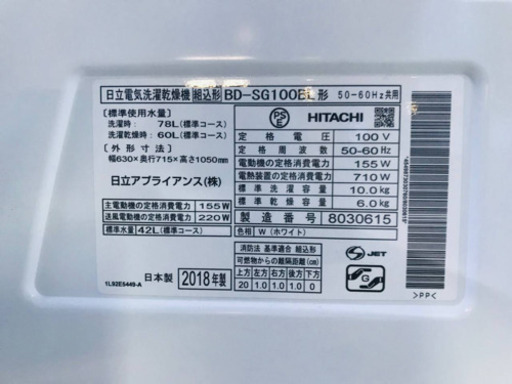 日立電気洗濯乾燥機 組込形 BD-SG100BL形 50-60Hz共用
【標準使用水量】
洗濯時： 78L(標準コース)
洗濯乾燥時：60L(標準コース)
【外形寸法】
幅630×奥行715×高さ1050mm
日立アプライアンス(株)
主電動機の定格消費電力 155W
送風電動機の定格消費電力 220W
標準水量 42L(標準コース)
PSE HITACHI
定格電圧 100V
定格周波数 50-60Hz
電動機の定格消費電力 155W
電熱装置の定格消費電力 710W
標準洗濯容量 10.0kg
標準乾燥容量 6.0kg
製造番号 8030615
色柄 W（ホワイト）
消防法 基準適合 組込形
可燃物からの離隔距離(cm)
上方 左方 右方 前方 後方 下方
20 1.0 1.0 0 1.0 0
S JET
日本製 2018年製
1L92E5449-A
>PP<